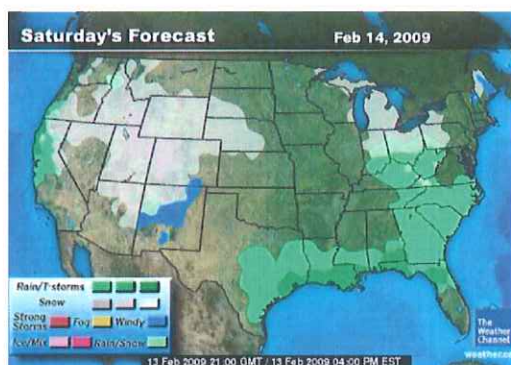 Saturday's Forecast Feb 14, 2009
Rain/T-storms
Snow
Strong Storms Fog Windy
Ice/Mix Rain/Snow
The Weather Channel
weather.com
13 Feb 2009 21:00 GMT / 13 Feb 2009 04:00 PM EST